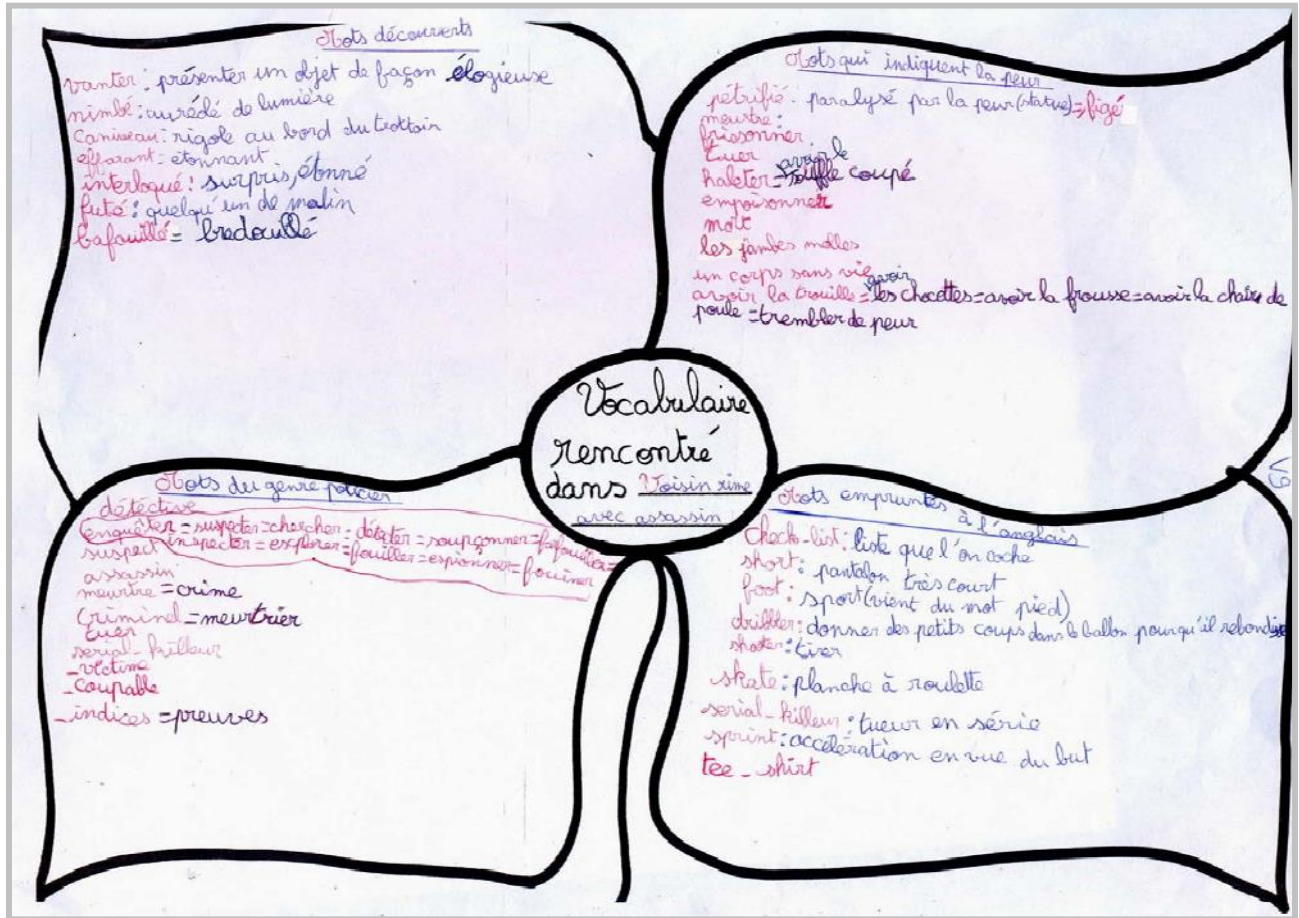 Mots découverts
vanter : présenter un objet de façon élogieuse
nimbé : aurédé de lumière
Caniveau : rigole au bord du trottoir
effarant : étonnant
interloqué : surpris, étonné
futé : quelqu'un de malin
bafouillé = bredouillé
Mots qui indiquent la peur
pétrifié - paralysé par la peur (statue) = figé
meurtre :
frissonner
tuer
haleter = avoir le souffle coupé
empoisonner
mort
les jambes molles
un corps sans vie
avoir la trouille = avoir les chocottes = avoir la frousse = avoir la chaire de
poule = trembler de peur
Vocabulaire
rencontré
dans Voisin rime
avec assassin
Mots du genre policier
détéctive
enquêter = suspecter = chercher = détecter = soupçonner = farfouiller =
inspecter = explorer = fouiller = espionner = fouiner
suspect
assassin
meurtre = crime
Criminel = meurtrier
tuer
serial-killeur
-victime
-Coupable
-indices = preuves
Mots empruntés à l'anglais
Check-list : liste que l'on coche
short : pantalon très court
foot : sport (vient du mot pied)
dribbler : donner des petits coups dans le ballon pour qu'il rebondisse
shooter : tirer
skate : planche à roulette
serial-killeur : tueur en série
sprint : accélération en vue du but
tee-shirt